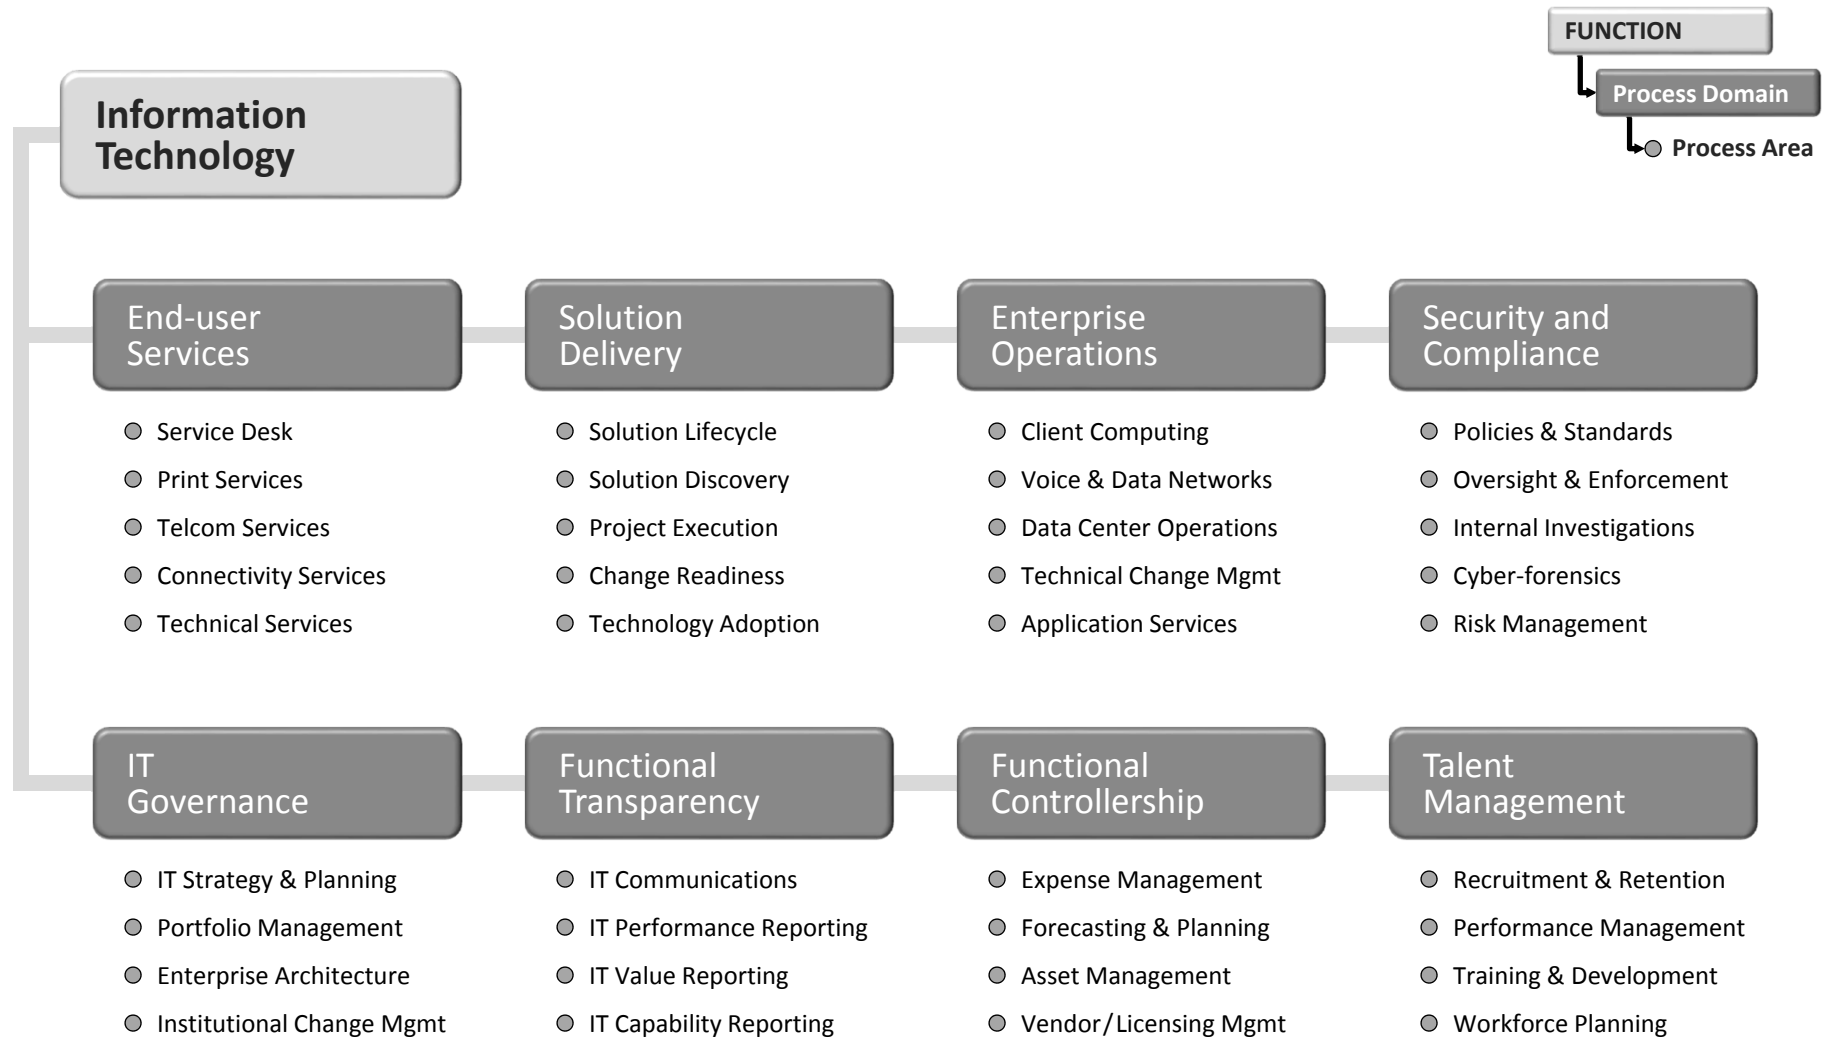 FUNCTION
Process Domain
Process Area
Information
Technology
End-user
Services
Service Desk
Print Services
Telcom Services
Connectivity Services
Technical Services
Solution
Delivery
Solution Lifecycle
Solution Discovery
Project Execution
Change Readiness
Technology Adoption
Enterprise
Operations
Client Computing
Voice & Data Networks
Data Center Operations
Technical Change Mgmt
Application Services
Security and
Compliance
Policies & Standards
Oversight & Enforcement
Internal Investigations
Cyber-forensics
Risk Management
IT
Governance
IT Strategy & Planning
Portfolio Management
Enterprise Architecture
Institutional Change Mgmt
Functional
Transparency
IT Communications
IT Performance Reporting
IT Value Reporting
IT Capability Reporting
Functional
Controllership
Expense Management
Forecasting & Planning
Asset Management
Vendor/Licensing Mgmt
Talent
Management
Recruitment & Retention
Performance Management
Training & Development
Workforce Planning